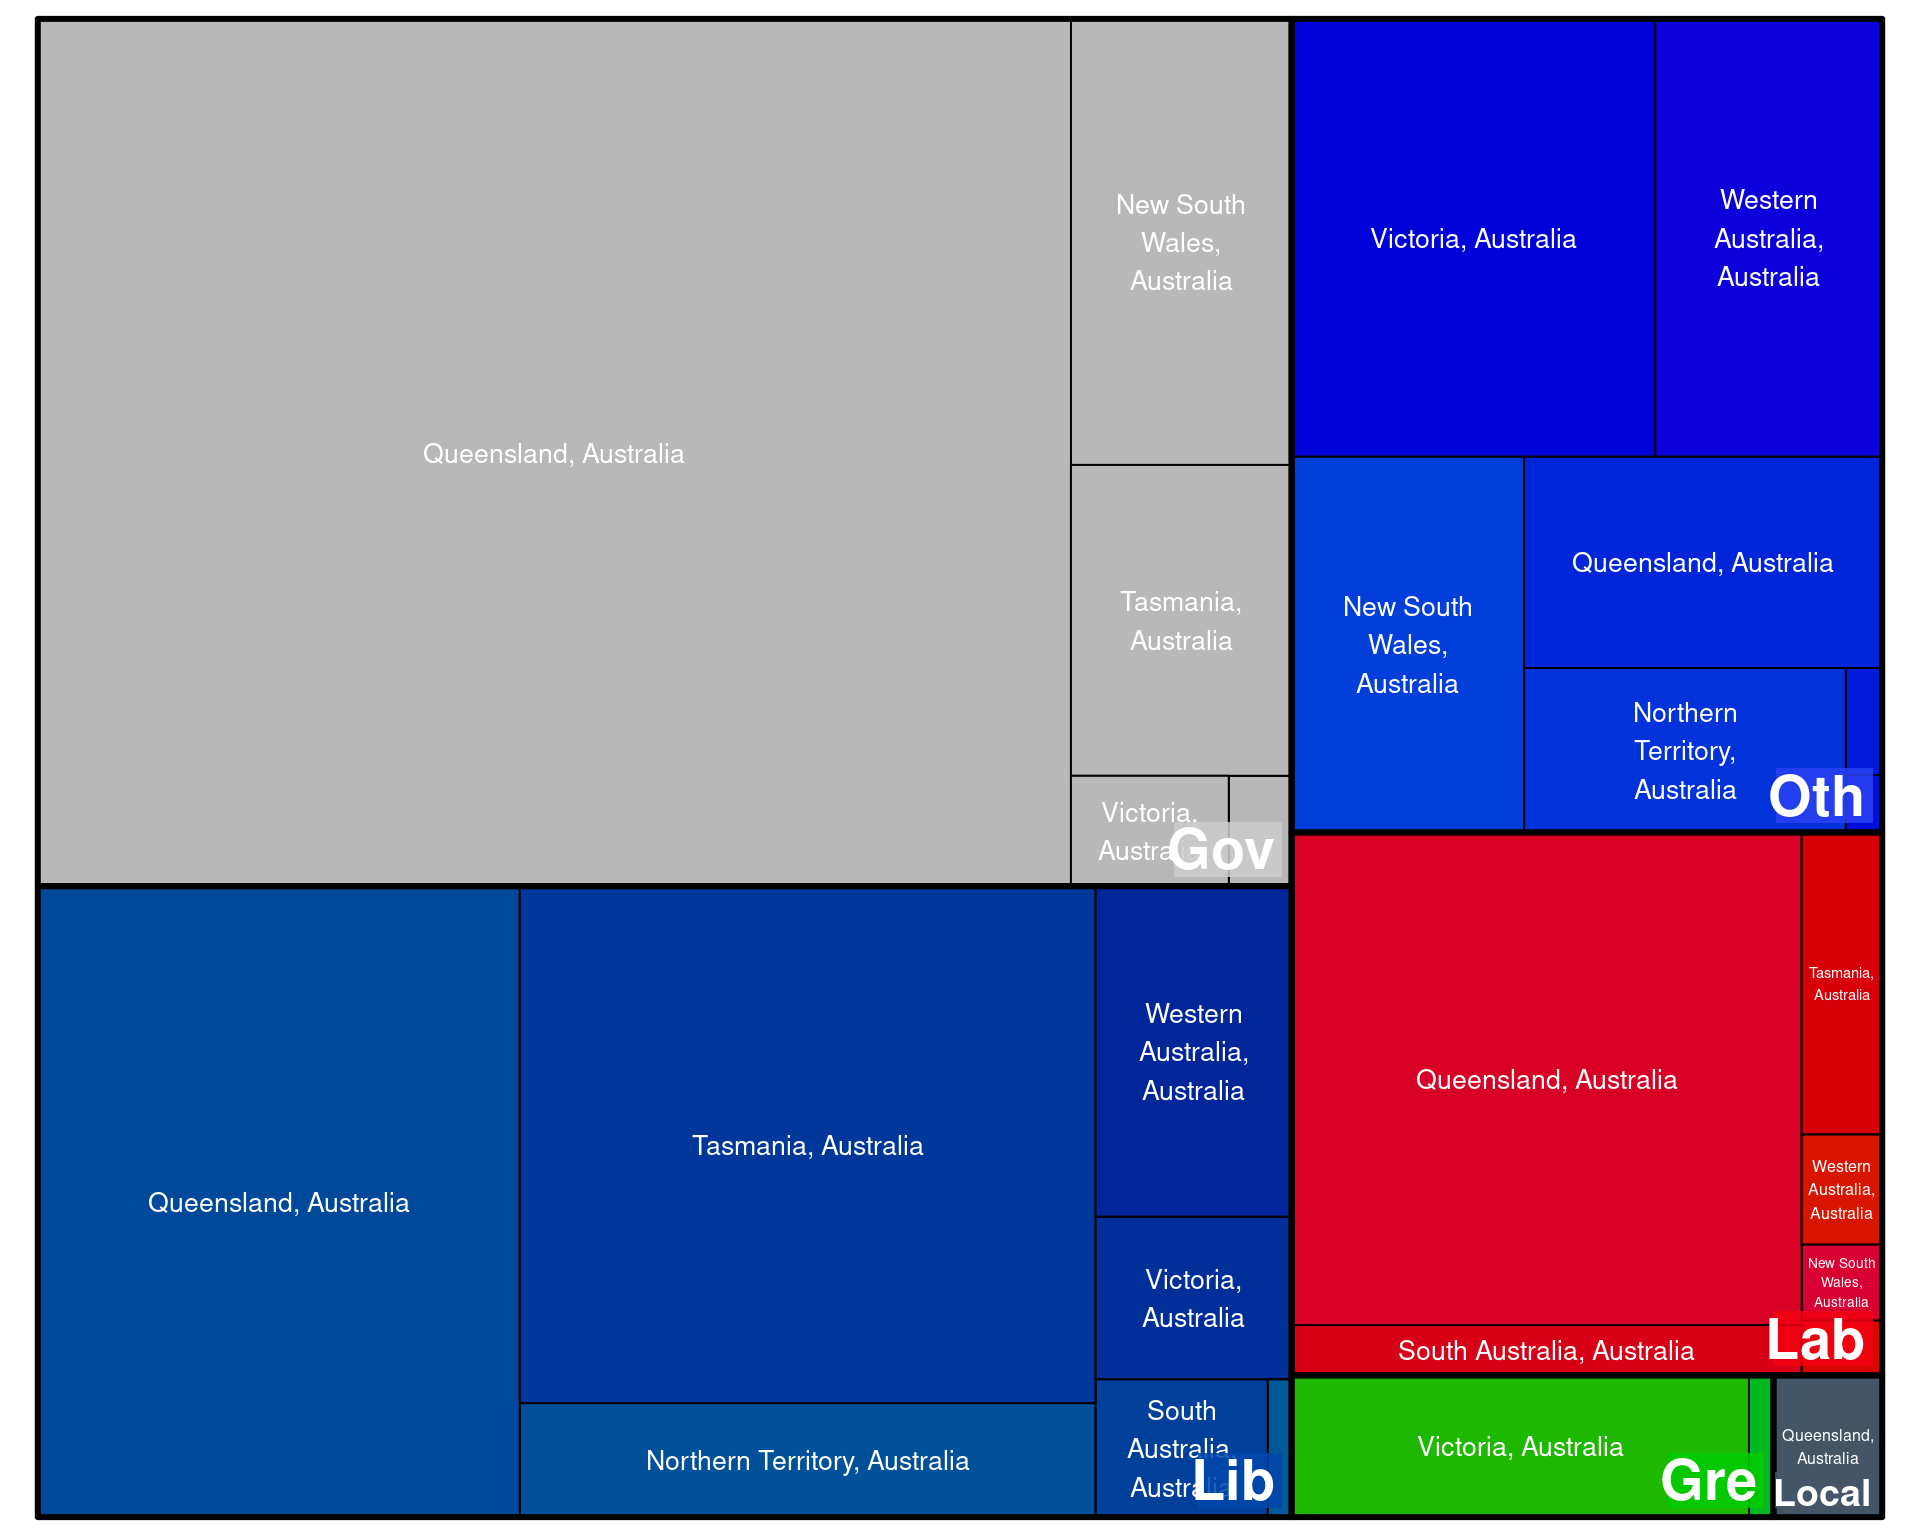 Queensland, Australia
New South
Wales,
Australia
Tasmania,
Australia
Victoria,
Australia
Gov
Queensland, Australia
Tasmania, Australia
Northern Territory, Australia
Western
Australia,
Australia
Victoria,
Australia
South
Australia,
Australia
Lib
Victoria, Australia
Western
Australia,
Australia
New South
Wales,
Australia
Queensland, Australia
Northern
Territory,
Australia
Oth
Queensland, Australia
Tasmania,
Australia
Western
Australia,
Australia
New South
Wales,
Australia
South Australia, Australia
Lab
Victoria, Australia
Gre
Queensland,
Australia
Local